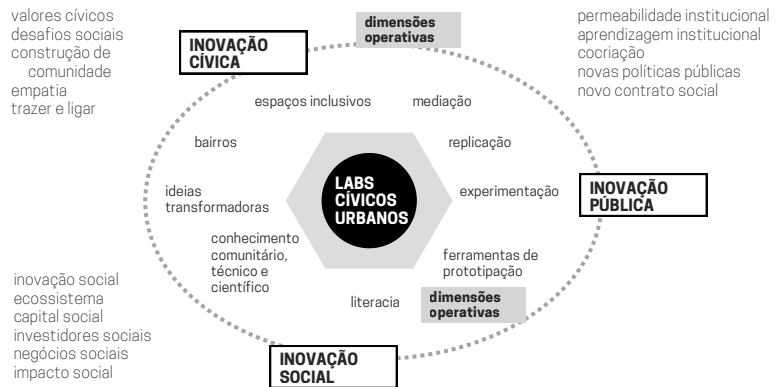 valores cívicos
desafios sociais
construção de
comunidade
empatia
trazer e ligar
INOVAÇÃO
CÍVICA
dimensões
operativas
permeabilidade institucional
aprendizagem institucional
cocriação
novas políticas públicas
novo contrato social
espaços inclusivos
mediação
bairros
replicação
ideias
transformadoras
LABS
CÍVICOS
URBANOS
experimentação
INOVAÇÃO
PÚBLICA
conhecimento
comunitário,
técnico e
científico
ferramentas de
prototipação
literacia
dimensões
operativas
inovação social
ecossistema
capital social
investidores sociais
negócios sociais
impacto social
INOVAÇÃO
SOCIAL